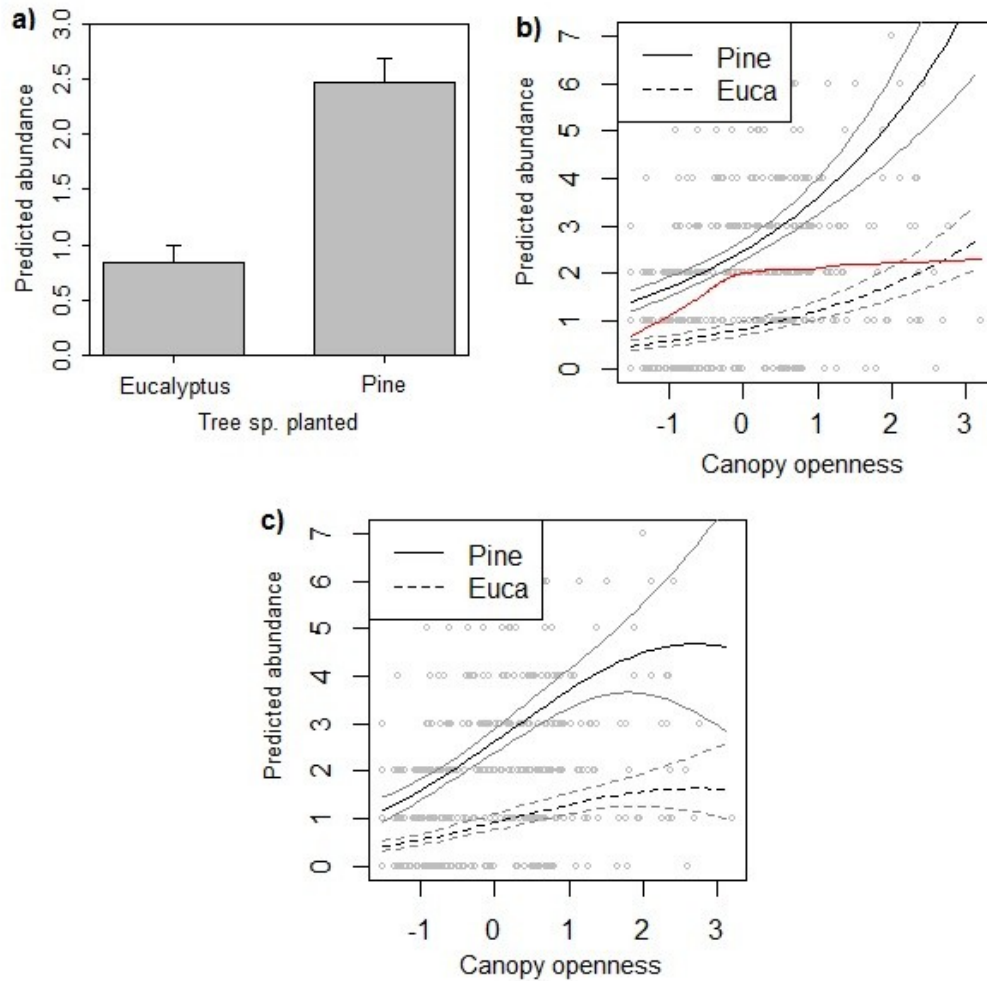 a)
Predicted abundance
3.0
2.5
2.0
1.5
1.0
0.5
0.0
Eucalyptus Pine
Tree sp. planted
b)
Predicted abundance
7
6
5
4
3
2
1
0
Pine
Euca
-1 0 1 2 3
Canopy openness
c)
Predicted abundance
7
6
5
4
3
2
1
0
Pine
Euca
-1 0 1 2 3
Canopy openness